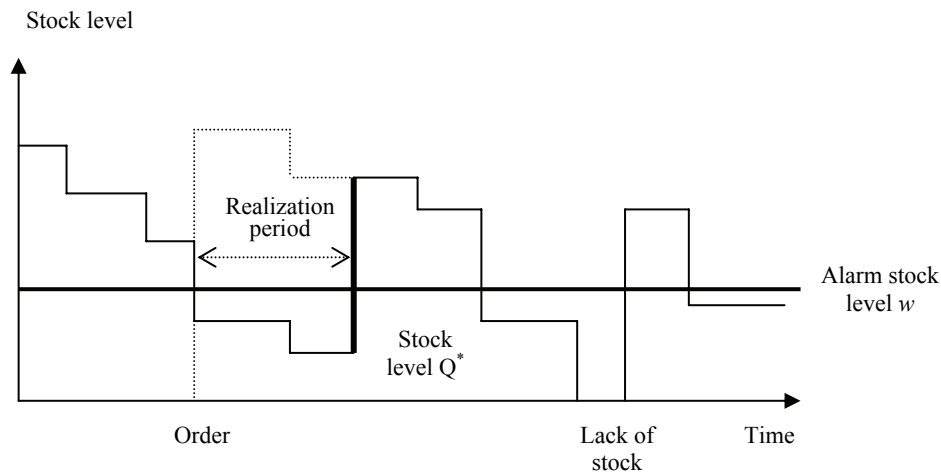 Stock level
Realization
period
Alarm stock
level w
Stock
level Q*
Order
Lack of
stock
Time